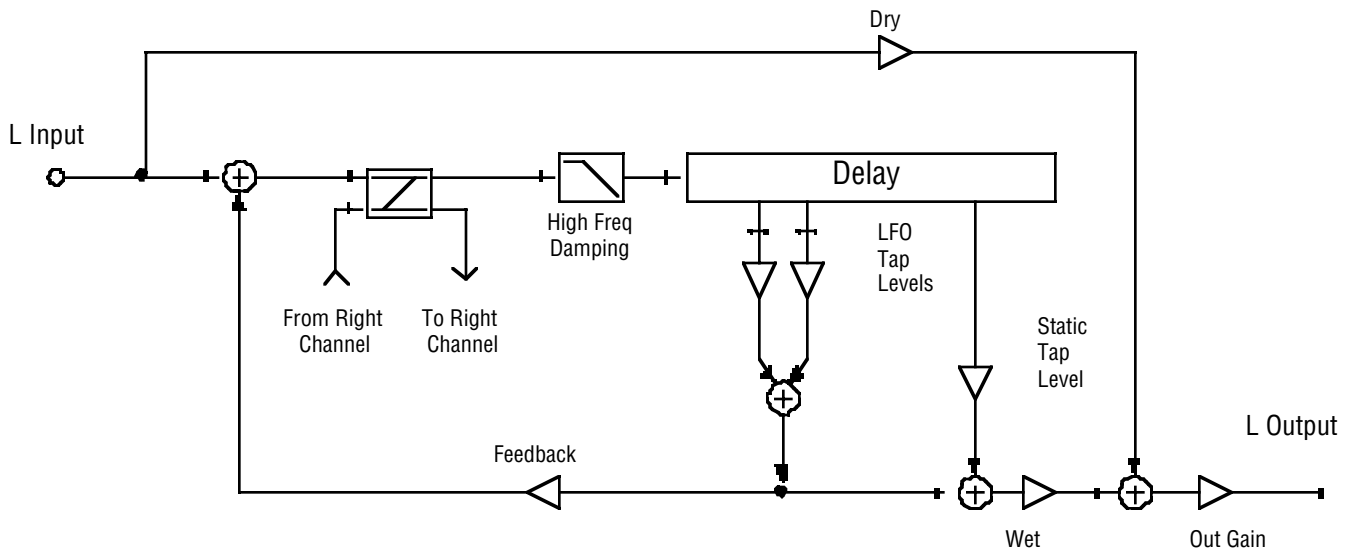 Dry
L Input
Delay
High Freq
Damping
LFO
Tap
Levels
From Right
Channel
To Right
Channel
Static
Tap
Level
L Output
Feedback
Wet
Out Gain